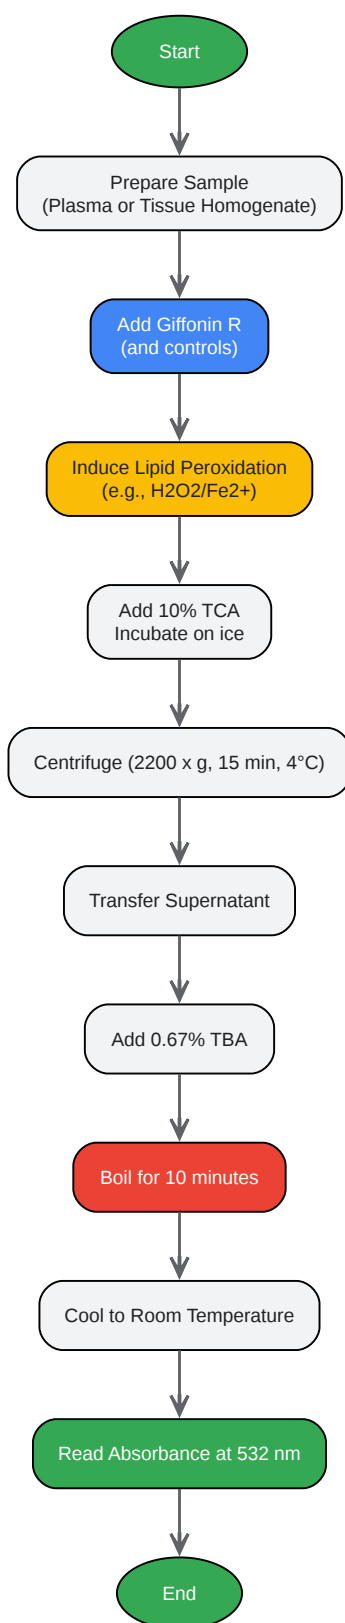 Start
Prepare Sample
(Plasma or Tissue Homogenate)
Add Giffonin R
(and controls)
Induce Lipid Peroxidation
(e.g., H2O2/Fe2+)
Add 10% TCA
Incubate on ice
Centrifuge (2200 x g, 15 min, 4°C)
Transfer Supernatant
Add 0.67% TBA
Boil for 10 minutes
Cool to Room Temperature
Read Absorbance at 532 nm
End